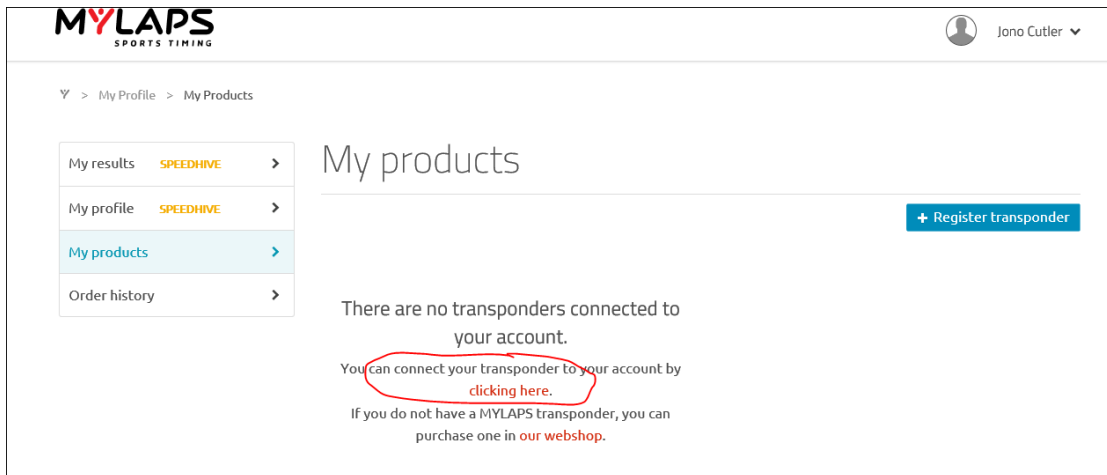 MYLAPS
SPORTS TIMING
Jono Cutler
> My Profile > My Products
My results SPEEDHIVE
My profile SPEEDHIVE
My products
Order history
My products
+ Register transponder
There are no transponders connected to
your account.
You can connect your transponder to your account by
clicking here.
If you do not have a MYLAPS transponder, you can
purchase one in our webshop.